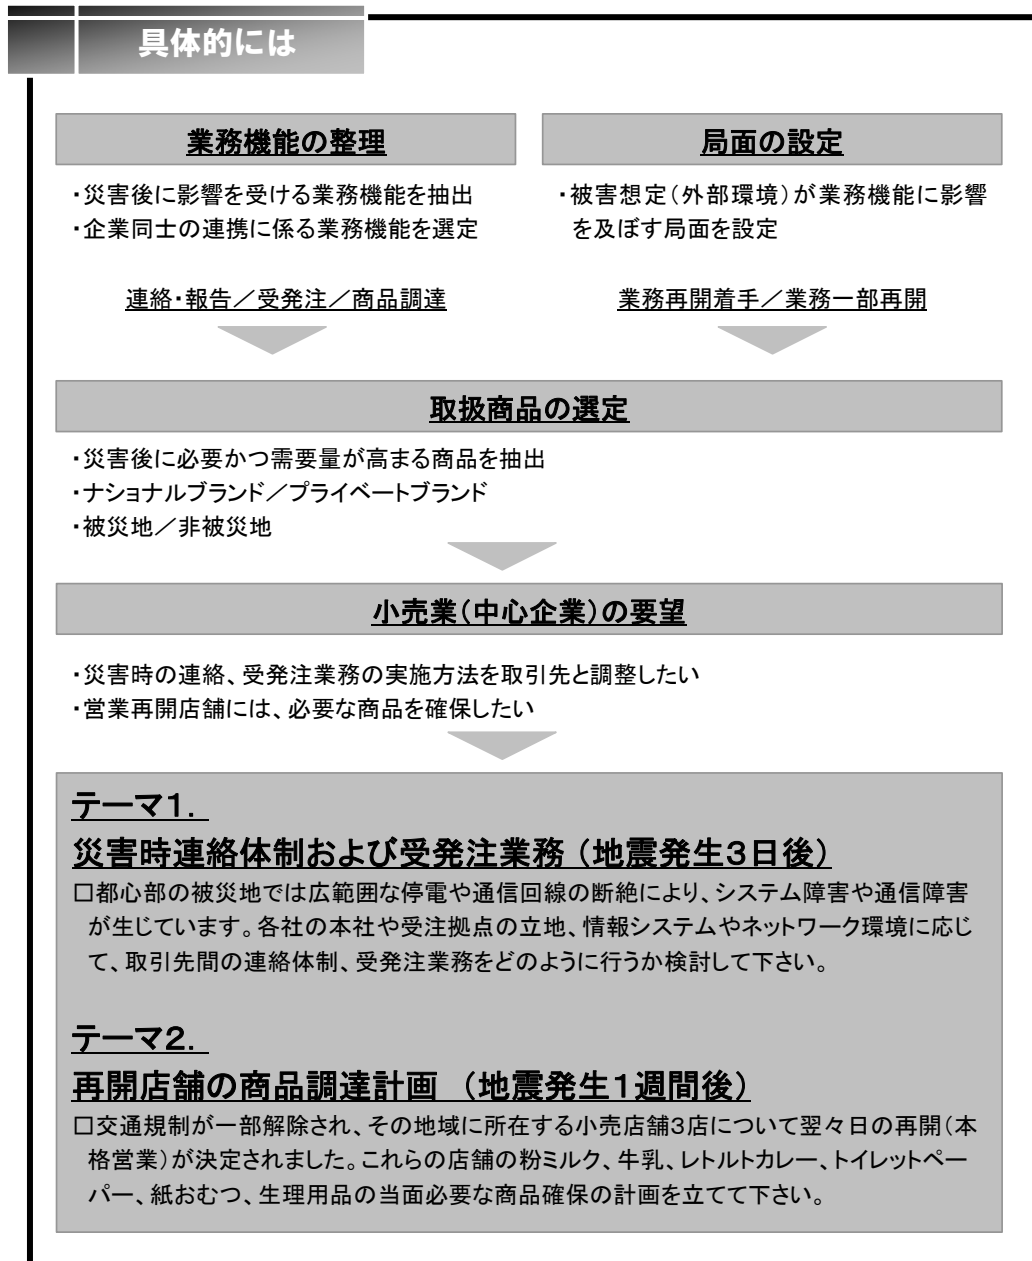 具体的には
業務機能の整理
・災害後に影響を受ける業務機能を抽出
・企業同士の連携に係る業務機能を選定
連絡・報告／受発注／商品調達
局面の設定
・被害想定（外部環境）が業務機能に影響
を及ぼす局面を設定
業務再開着手／業務一部再開
取扱商品の選定
・災害後に必要かつ需要量が高まる商品を抽出
・ナショナルブランド／プライベートブランド
・被災地／非被災地
小売業（中心企業）の要望
・災害時の連絡、受発注業務の実施方法を取引先と調整したい
・営業再開店舗には、必要な商品を確保したい
テーマ１．
災害時連絡体制および受発注業務（地震発生３日後）
□都心部の被災地では広範囲な停電や通信回線の断絶により、システム障害や通信障害
が生じています。各社の本社や受注拠点の立地、情報システムやネットワーク環境に応じ
て、取引先間の連絡体制、受発注業務をどのように行うか検討して下さい。
テーマ２．
再開店舗の商品調達計画　（地震発生１週間後）
□交通規制が一部解除され、その地域に所在する小売店舗３店について翌々日の再開（本
格営業）が決定されました。これらの店舗の粉ミルク、牛乳、レトルトカレー、トイレットペー
パー、紙おむつ、生理用品の当面必要な商品確保の計画を立てて下さい。